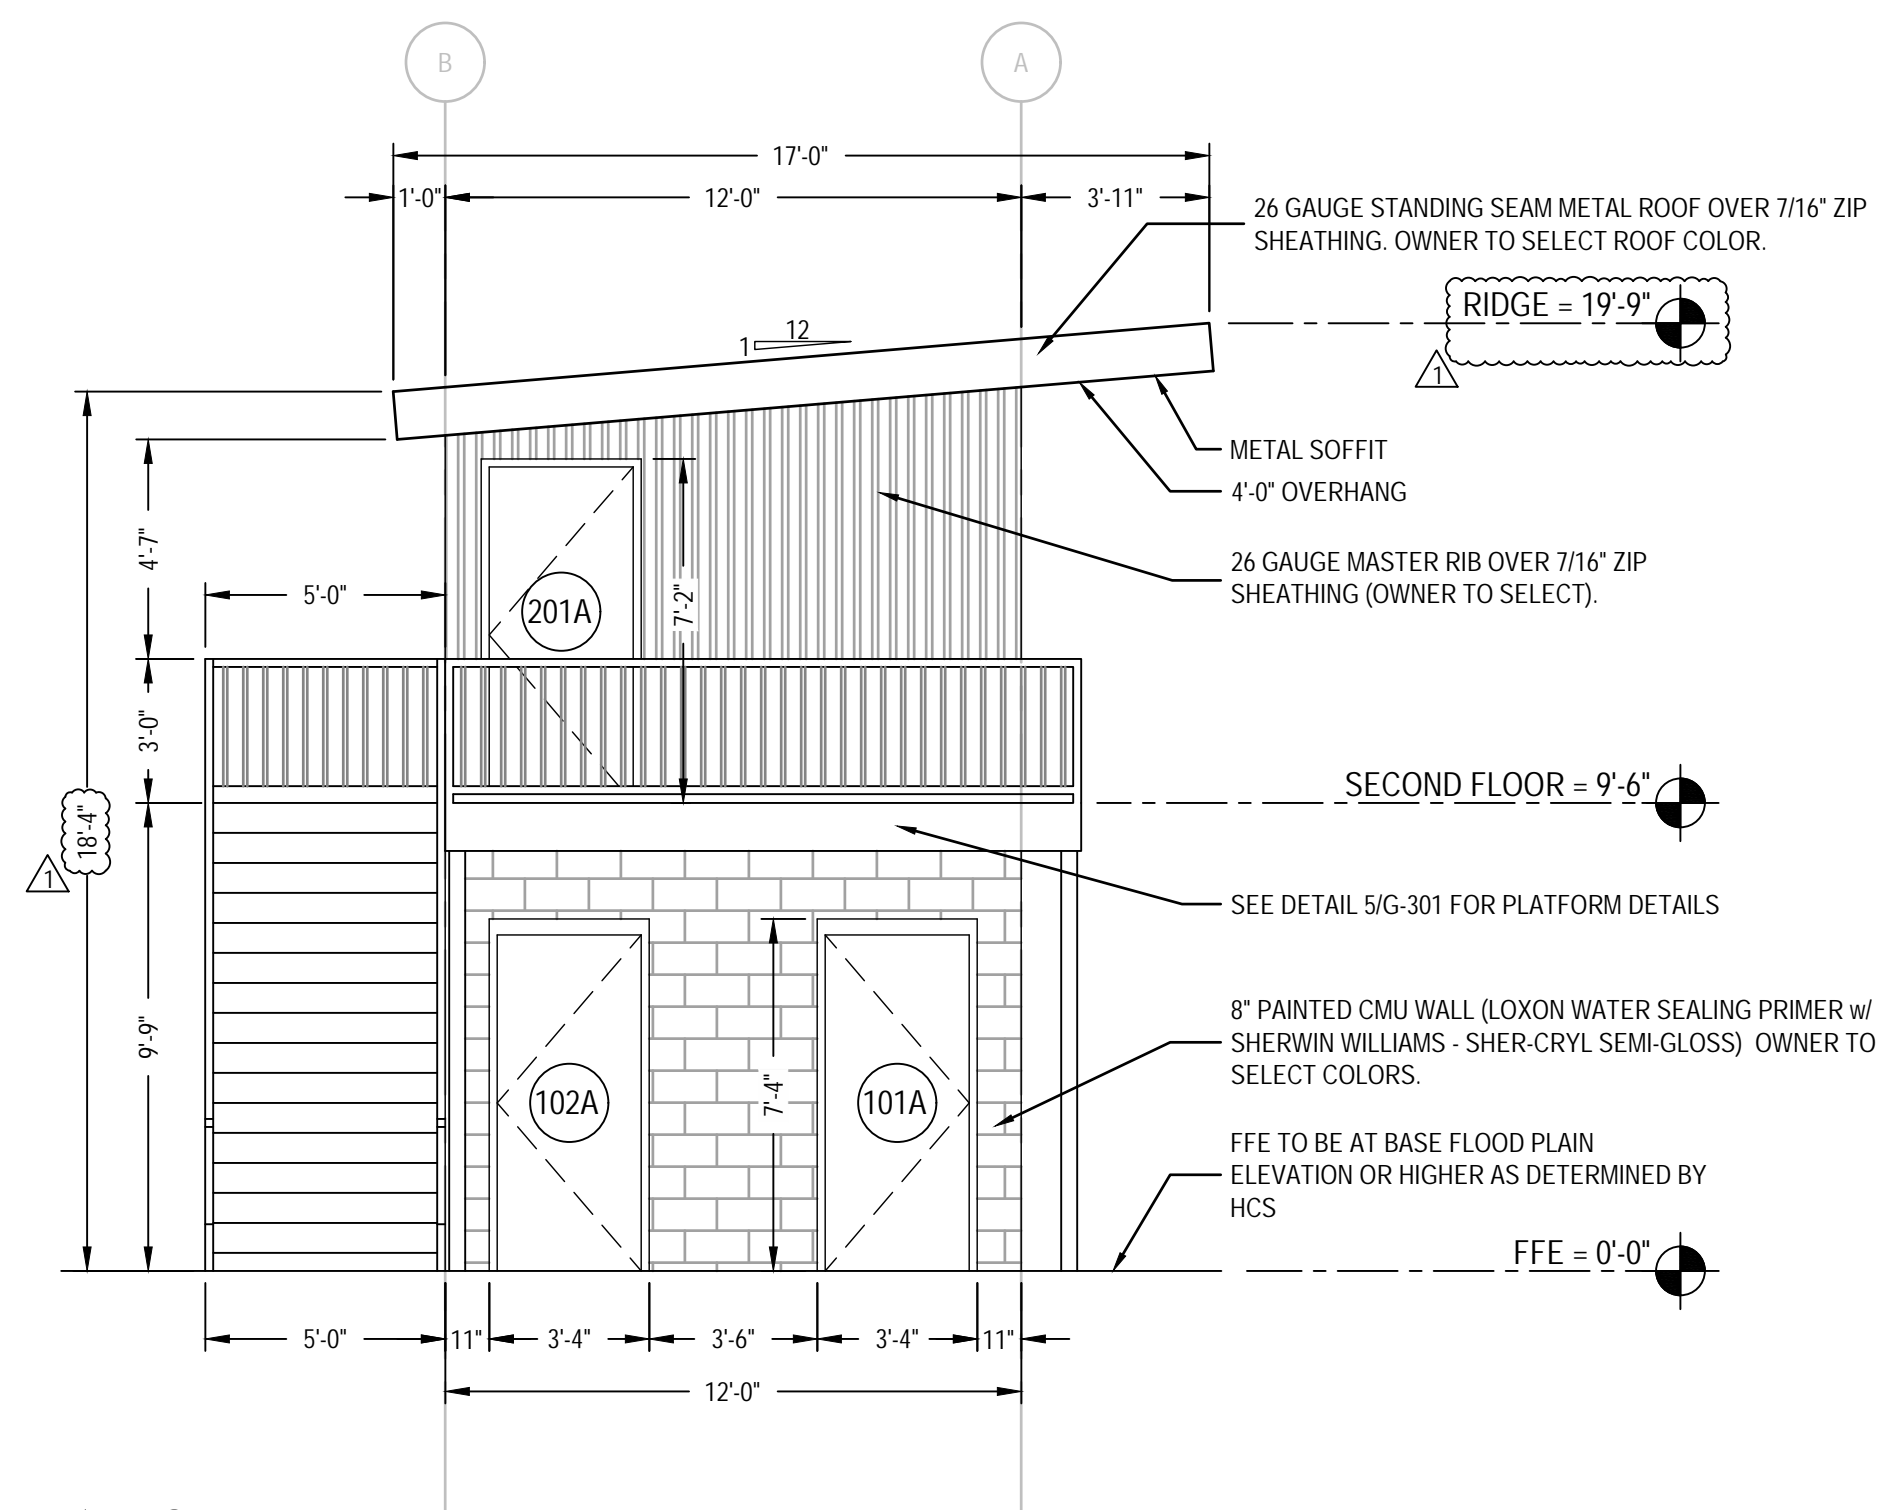 B
A
17'-0"
1'-0"
12'-0"
3'-11"
26 GAUGE STANDING SEAM METAL ROOF OVER 7/16" ZIP
SHEATHING. OWNER TO SELECT ROOF COLOR.
RIDGE = 19'-9"
1
12
1
METAL SOFFIT
4'-0" OVERHANG
4'-7"
26 GAUGE MASTER RIB OVER 7/16" ZIP
SHEATHING (OWNER TO SELECT).
5'-0"
201A
7'-2"
3'-0"
SECOND FLOOR = 9'-6"
18'-4"
1
SEE DETAIL 5/G-301 FOR PLATFORM DETAILS
9'-9"
8" PAINTED CMU WALL (LOXON WATER SEALING PRIMER w/
SHERWIN WILLIAMS - SHER-CRYL SEMI-GLOSS) OWNER TO
SELECT COLORS.
102A
7'-4"
101A
FFE TO BE AT BASE FLOOD PLAIN
ELEVATION OR HIGHER AS DETERMINED BY
HCS
FFE = 0'-0"
5'-0"
11"
3'-4"
3'-6"
3'-4"
11"
12'-0"